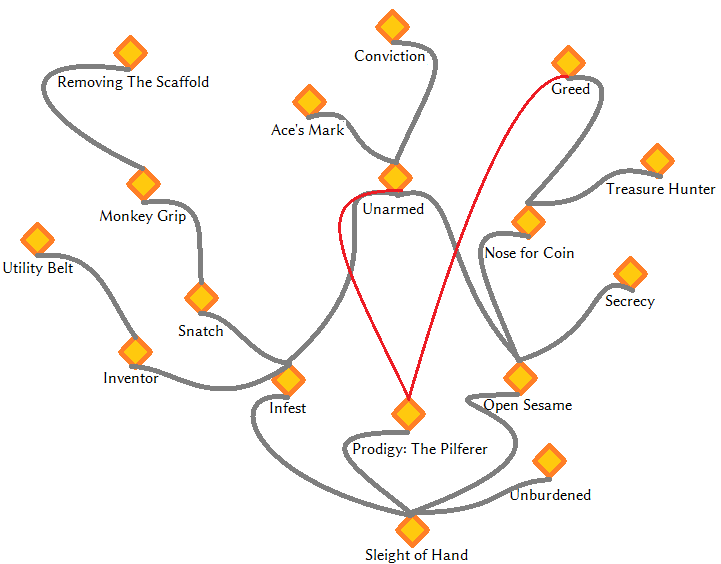 Conviction
Removing The Scaffold
Greed
Ace's Mark
Treasure Hunter
Unarmed
Monkey Grip
Nose for Coin
Utility Belt
Secrecy
Snatch
Inventor
Infest
Open Sesame
Prodigy: The Pilferer
Unburdened
Sleight of Hand